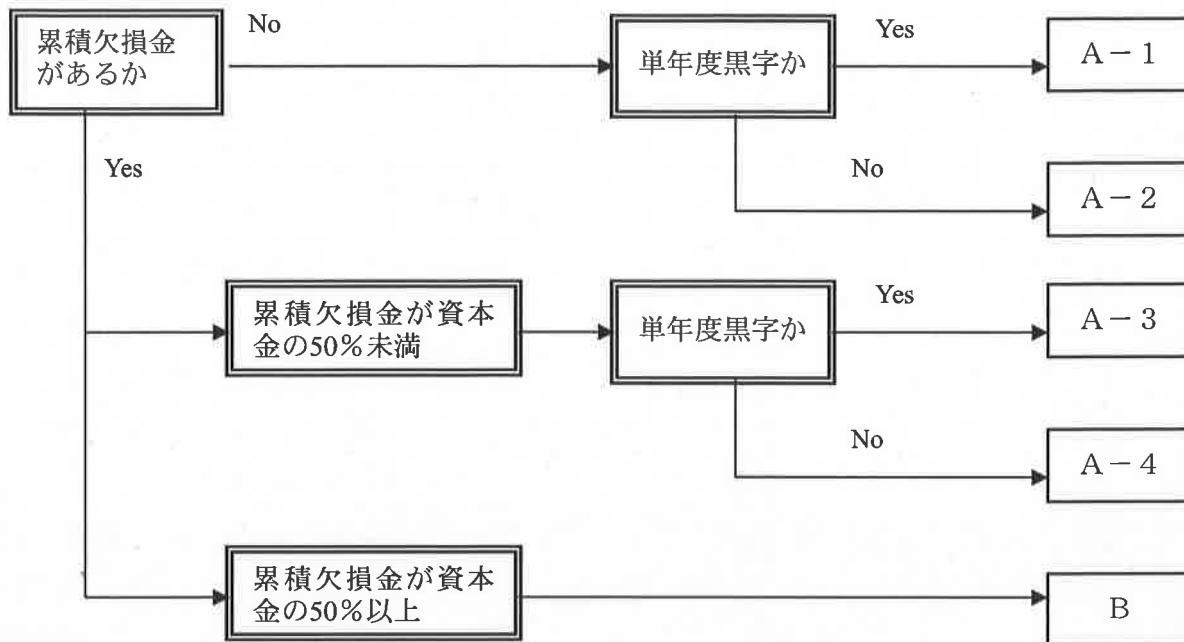 累積欠損金
があるか
No
単年度黒字か
Yes
A－1
Yes
No
A－2
累積欠損金が資本
金の50％未満
単年度黒字か
Yes
A－3
No
A－4
累積欠損金が資本
金の50％以上
B